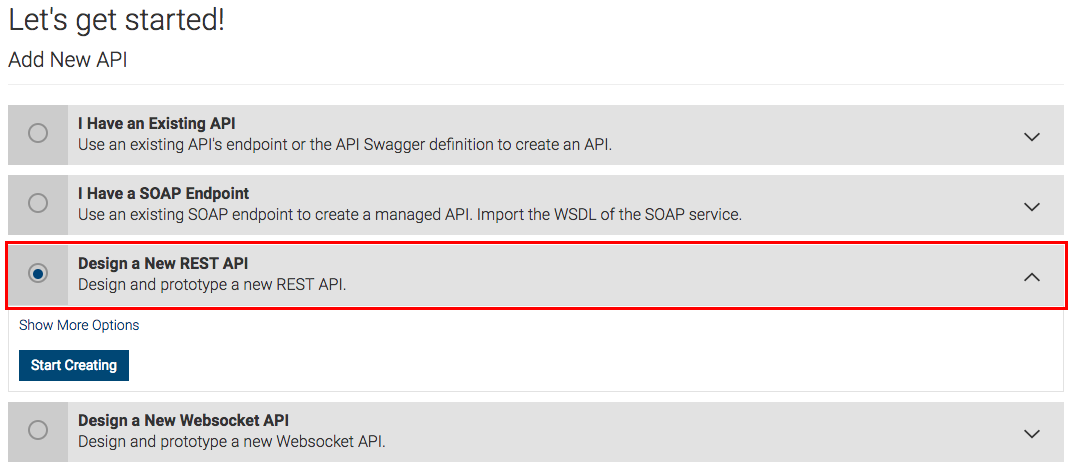 Let's get started!
Add New API
I Have an Existing API
Use an existing API's endpoint or the API Swagger definition to create an API.
I Have a SOAP Endpoint
Use an existing SOAP endpoint to create a managed API. Import the WSDL of the SOAP service.
Design a New REST API
Design and prototype a new REST API.
Show More Options
Start Creating
Design a New Websocket API
Design and prototype a new Websocket API.